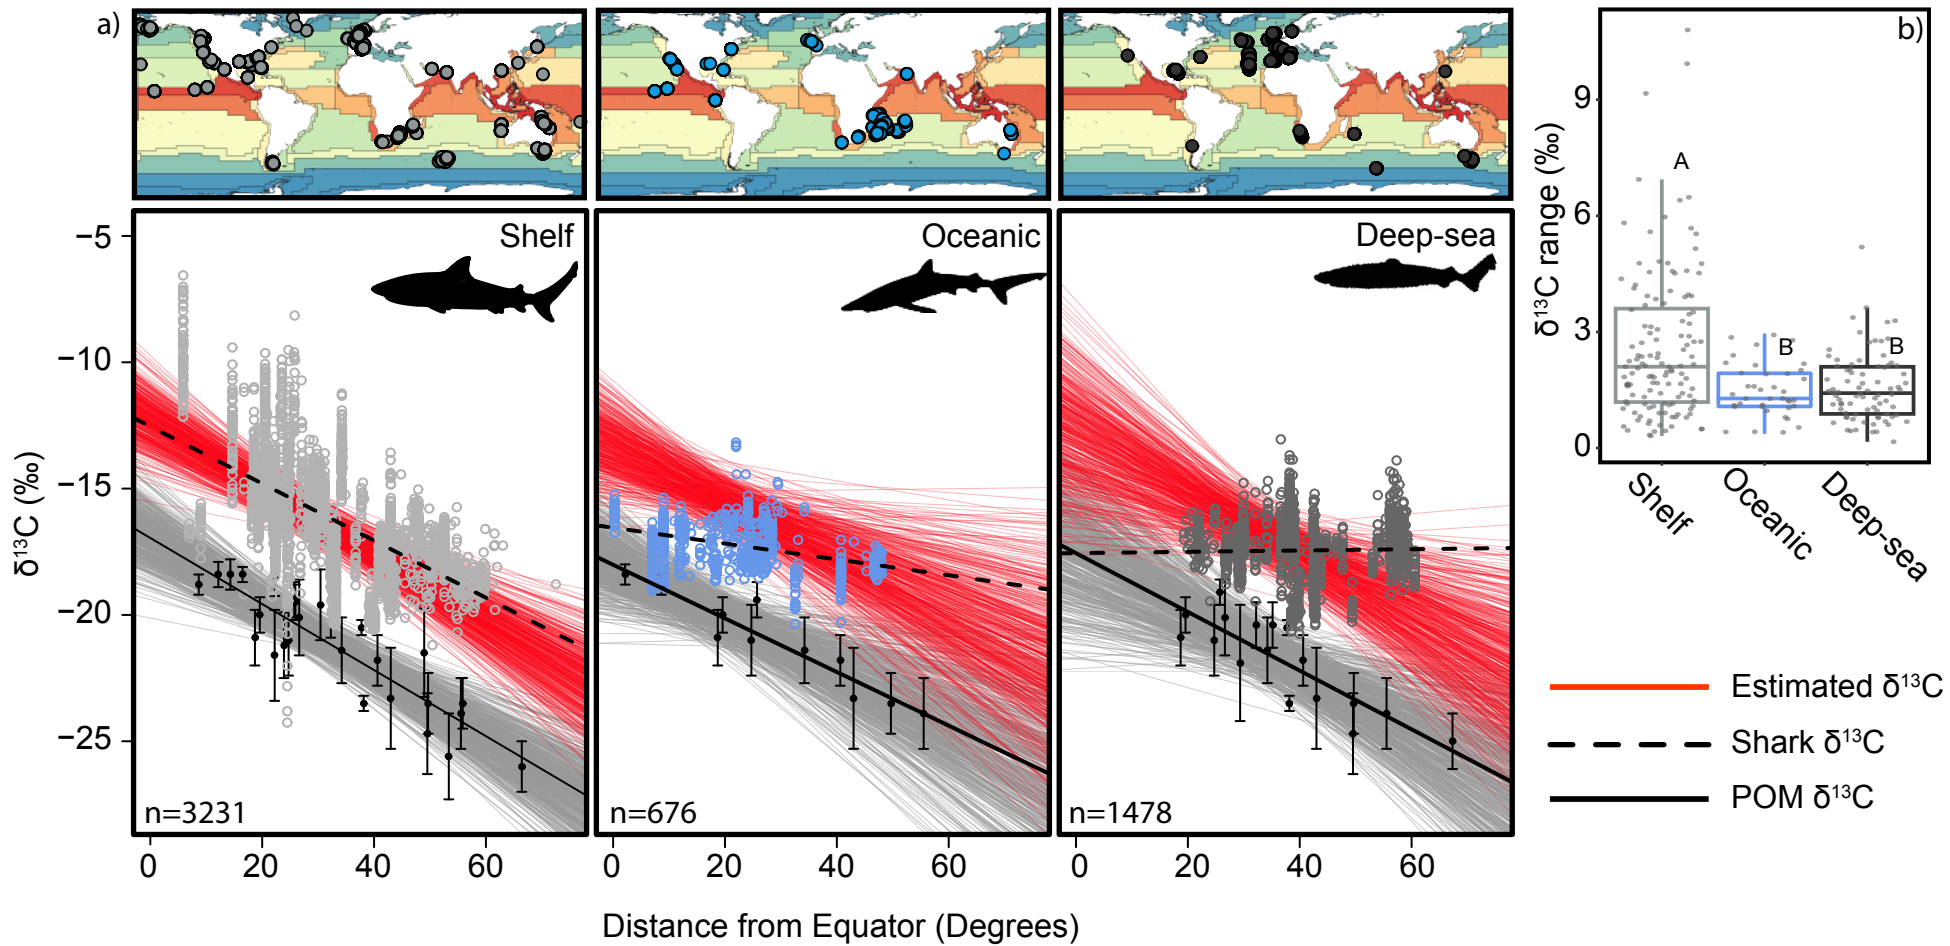 a)
b)
Shelf
Oceanic
Deep-sea
−5
−10
−15
−20
−25
δ¹³C (‰)
n=3231
n=676
n=1478
0
20
40
60
0
20
40
60
0
20
40
60
Distance from Equator (Degrees)
δ¹³C range (‰)
9
6
3
0
A
B
B
Shelf
Oceanic
Deep-sea
Estimated δ¹³C
Shark δ¹³C
POM δ¹³C